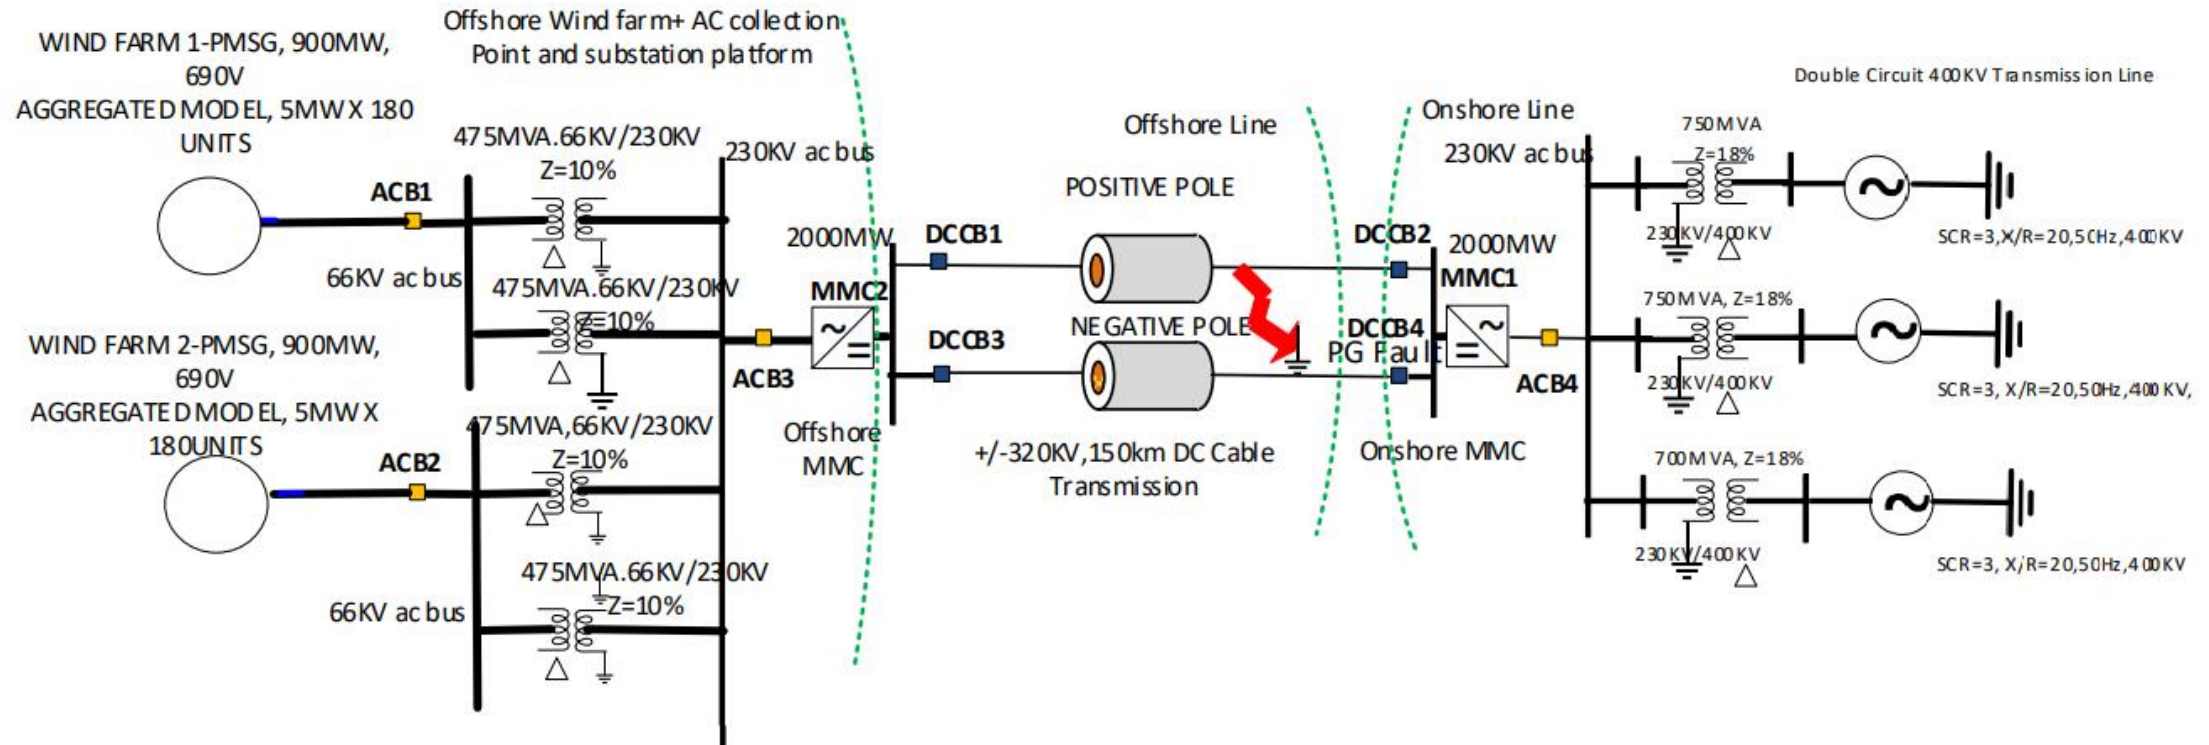 Offshore Wind farm+ AC collection
Point and substation platform
WIND FARM 1-PMSG, 900MW,
690V
AGGREGATED MODEL, 5MW X 180
UNITS
475MVA.66KV/230KV
Z=10%
ACB1
66KV ac bus
475MVA.66KV/230KV
Z=10%
230KV ac bus
WIND FARM 2-PMSG, 900MW,
690V
AGGREGATED MODEL, 5MW X
180UNITS
475MVA,66KV/230KV
Z=10%
ACB2
66KV ac bus
475MVA.66KV/230KV
Z=10%
2000MW
MMC2
ACB3
Offshore
MMC
Offshore Line
POSITIVE POLE
DCCB1
DCCB2
NEGATIVE POLE
DCCB3
DCCB4
PG Fault
+/-320KV,150km DC Cable
Transmission
Onshore Line
230KV ac bus
2000MW
MMC1
ACB4
Onshore MMC
Double Circuit 400KV Transmission Line
750MVA
Z=18%
230KV/400KV
SCR=3,X/R=20,50Hz,400KV
750MVA, Z=18%
230KV/400KV
SCR=3, X/R=20,50Hz,400KV,
700MVA, Z=18%
230KV/400KV
SCR=3, X/R=20,50Hz,400KV